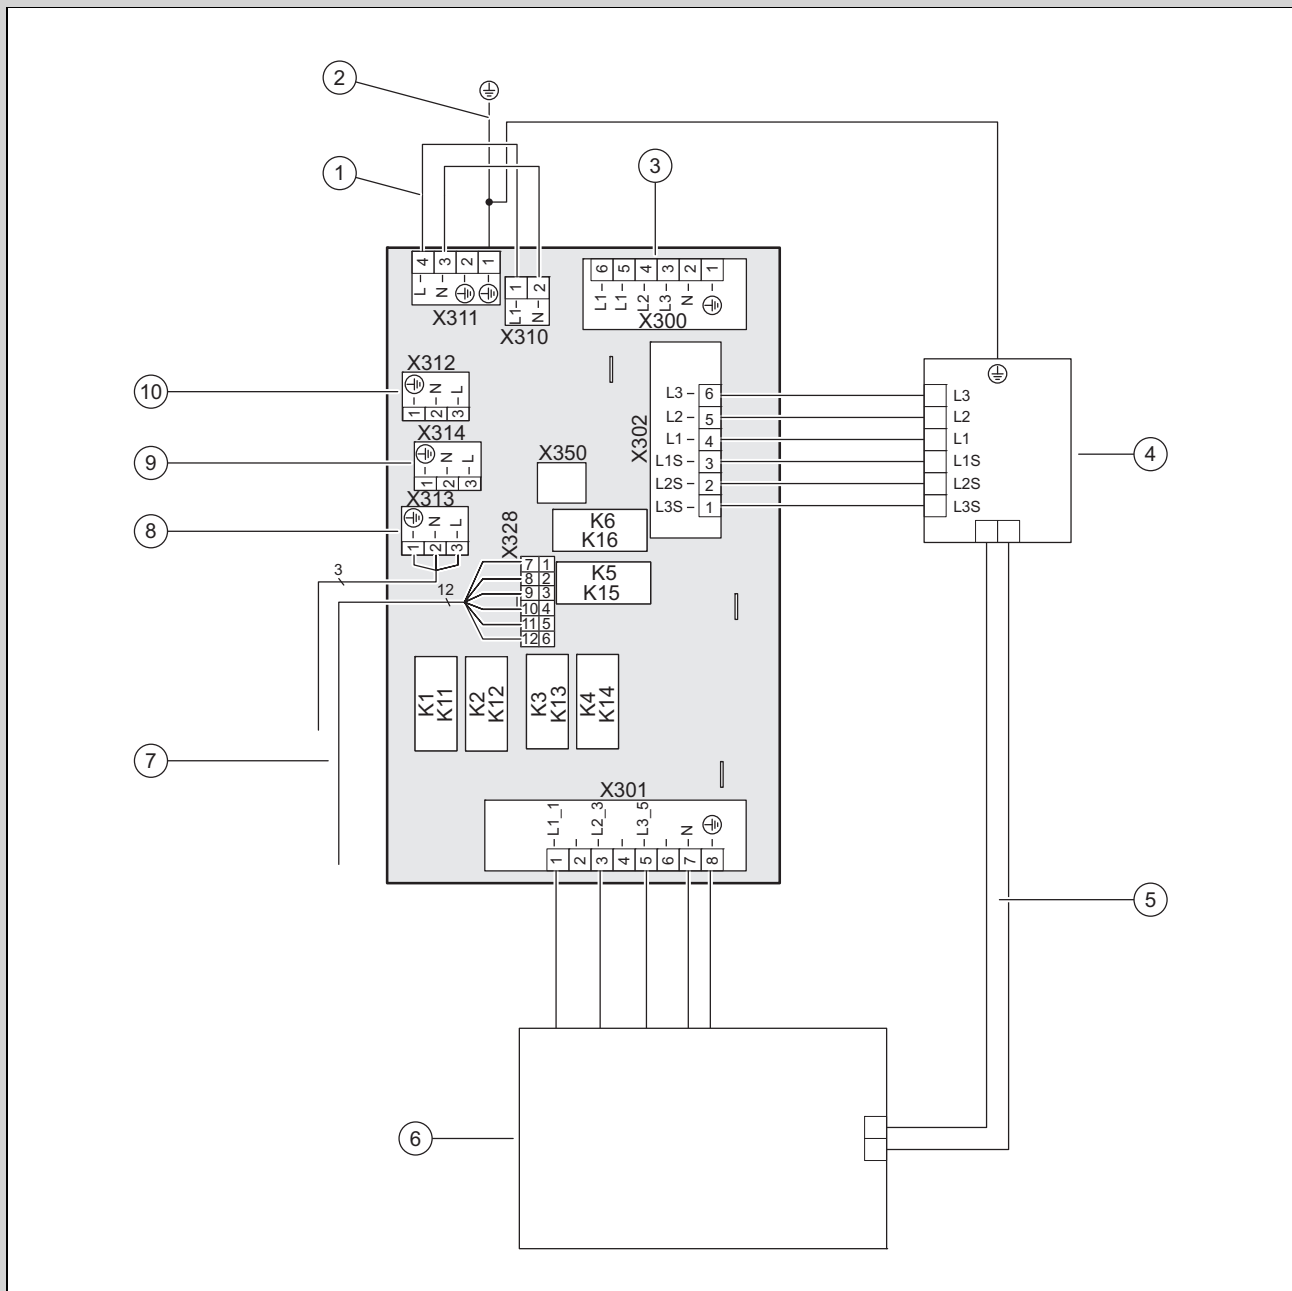 2
1
3
4 3 2 1
L N
X311
1 2
L1 N
X310
6 5 4 3 2 1
L1 L1 L2 L3 N
X300
X312
N L
1 2 3
10
X314
N L
1 2 3
9
X313
N L
1 2 3
8
X350
X302
L3 6 L3
L2 5 L2
L1 4 L1
L1S 3 L1S
L2S 2 L2S
L3S 1 L3S
4
K6
K16
K5
K15
X328
7 1
8 2
9 3
10 4
11 5
12 6
3
12
K1
K11
K2
K12
K3
K13
K4
K14
7
X301
L1_1 L2_3 L3_5 N
1 2 3 4 5 6 7 8
5
6